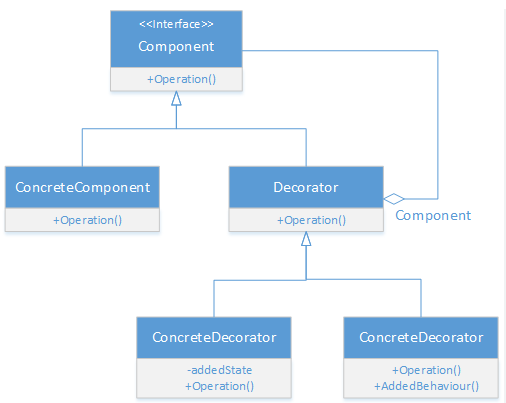 <<Interface>>
Component
+Operation()
ConcreteComponent
+Operation()
Decorator
+Operation()
Component
ConcreteDecorator
-addedState
+Operation()
ConcreteDecorator
+Operation()
+AddedBehaviour()